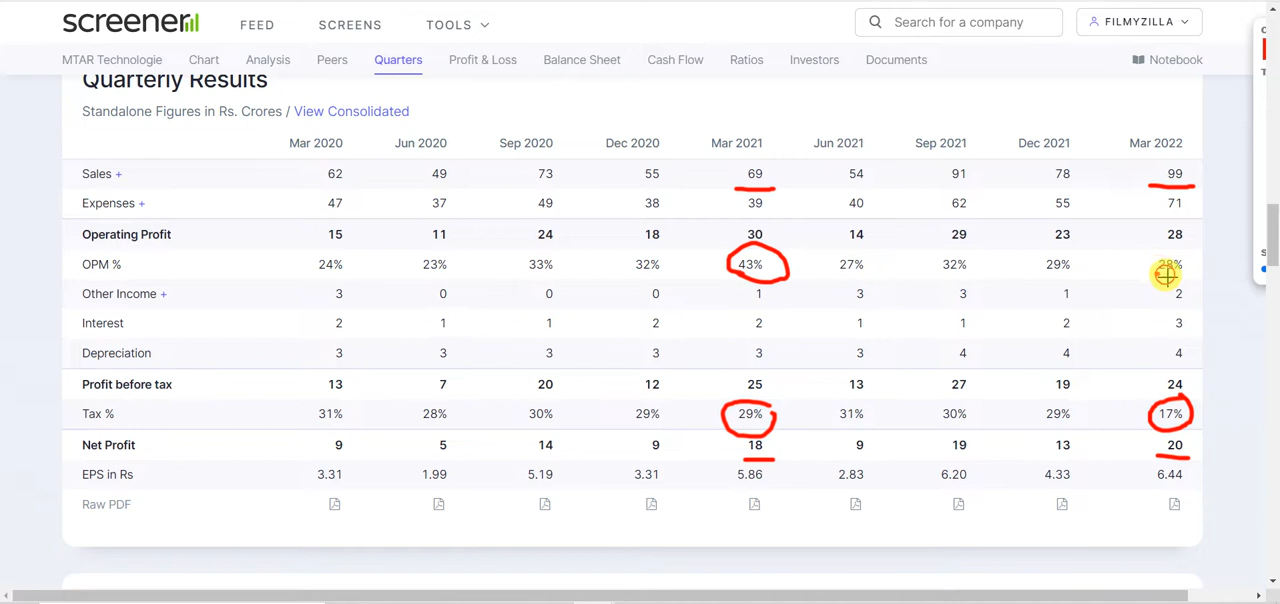 screener FEED SCREENS TOOLS Search for a company FILMYZILLA
MTAR Technologie Chart Analysis Peers Quarters Profit & Loss Balance Sheet Cash Flow Ratios Investors Documents Notebook
Quarterly Results
Standalone Figures in Rs. Crores / View Consolidated
Mar 2020 Jun 2020 Sep 2020 Dec 2020 Mar 2021 Jun 2021 Sep 2021 Dec 2021 Mar 2022
Sales + 62 49 73 55 69 54 91 78 99
Expenses + 47 37 49 38 39 40 62 55 71
Operating Profit 15 11 24 18 30 14 29 23 28
OPM % 24% 23% 33% 32% 43% 27% 32% 29% 28%
Other Income + 3 0 0 0 1 3 3 1 2
Interest 2 1 1 2 2 1 1 2 3
Depreciation 3 3 3 3 3 3 4 4 4
Profit before tax 13 7 20 12 25 13 27 19 24
Tax % 31% 28% 30% 29% 29% 31% 30% 29% 17%
Net Profit 9 5 14 9 18 9 19 13 20
EPS in Rs 3.31 1.99 5.19 3.31 5.86 2.83 6.20 4.33 6.44
Raw PDF